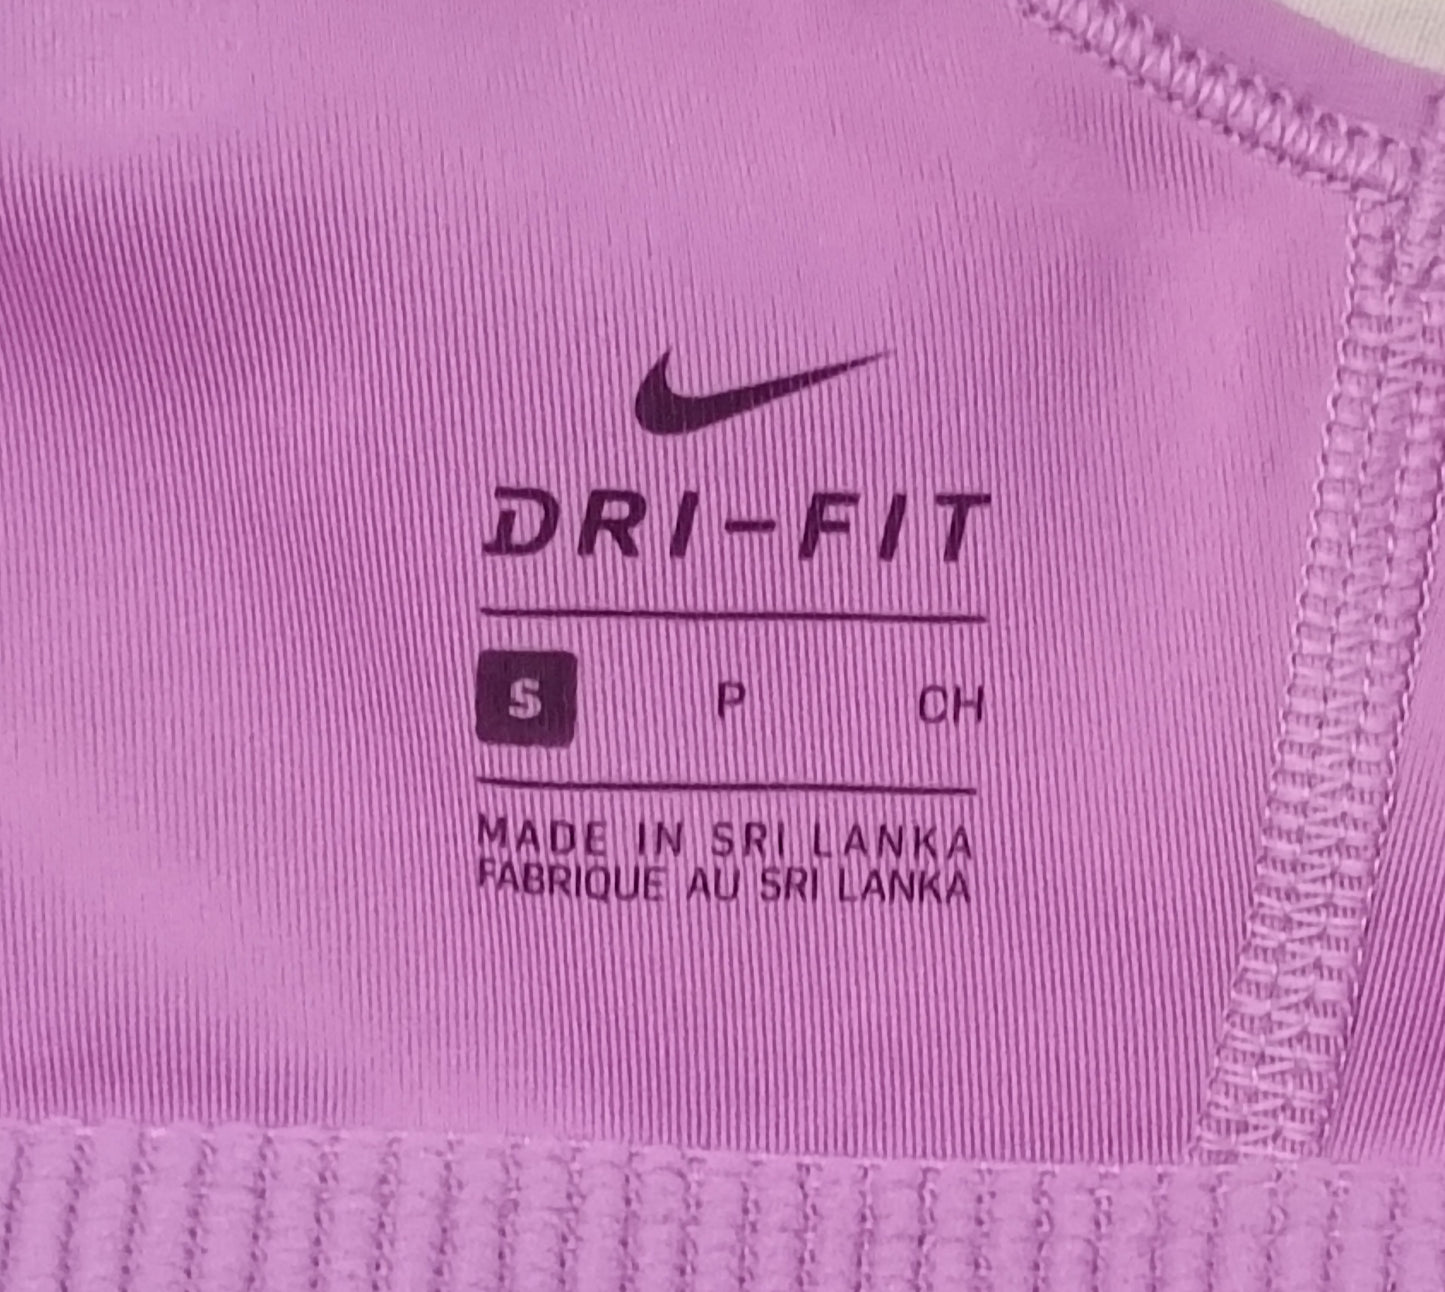 DRI-FIT
S P CH
MADE IN SRI LANKA
FABRIQUE AU SRI LANKA